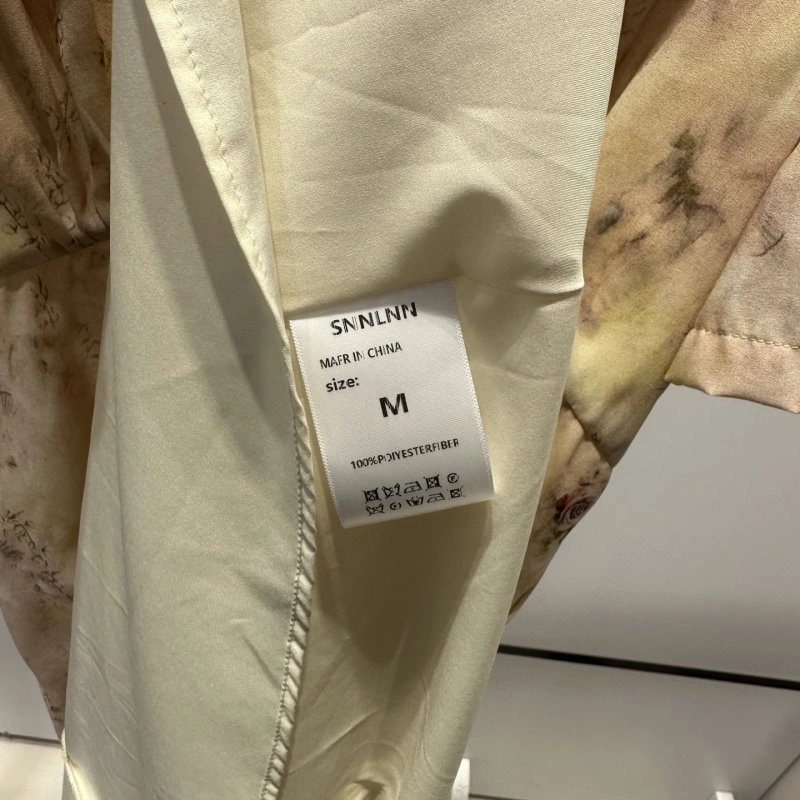 SNNLNN
MAFR IN CHINA
size:
M
100%POIYESTERFIBER